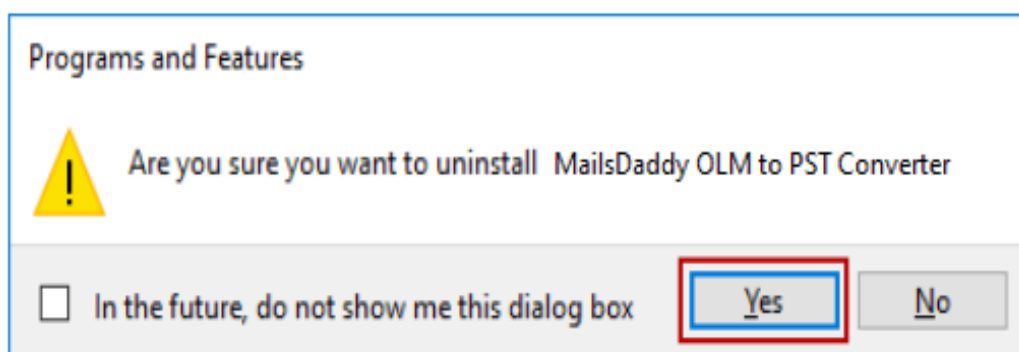 Programs and Features
Are you sure you want to uninstall MailsDaddy OLM to PST Converter
In the future, do not show me this dialog box
Yes
No